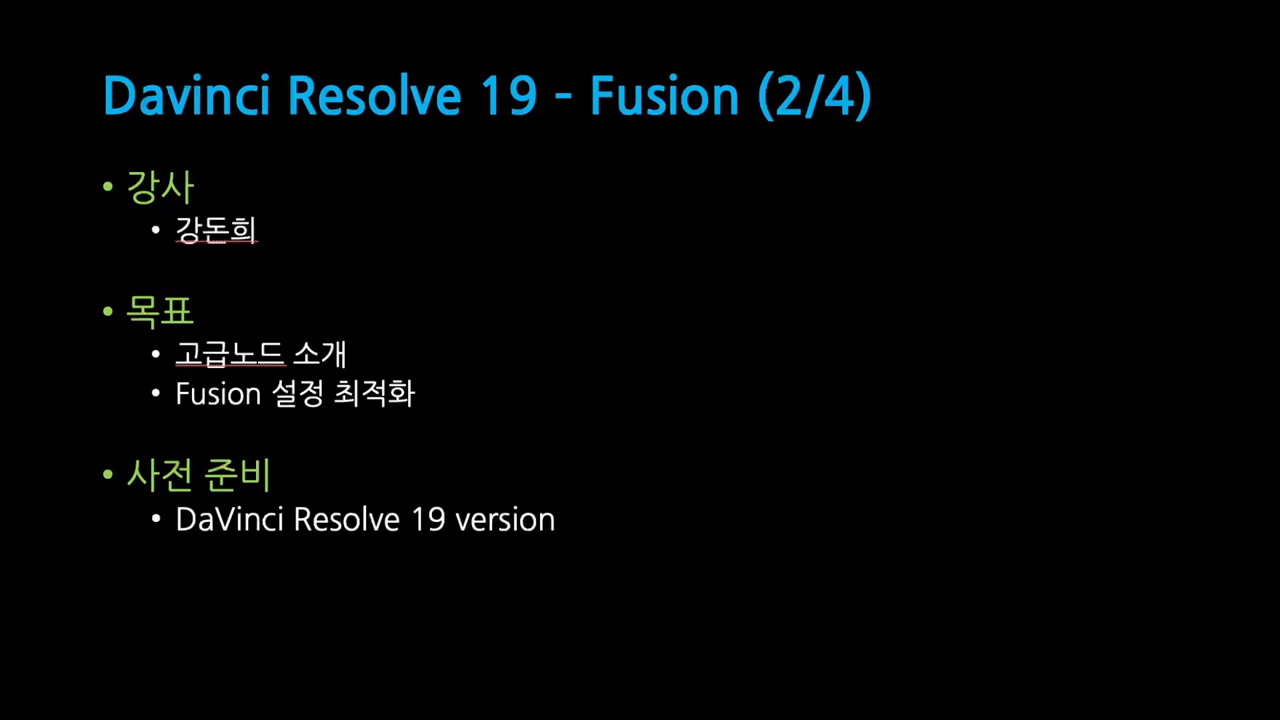 Davinci Resolve 19 - Fusion (2/4)
• 강사
• 강돈희
• 목표
• 고급노드 소개
• Fusion 설정 최적화
• 사전 준비
• DaVinci Resolve 19 version